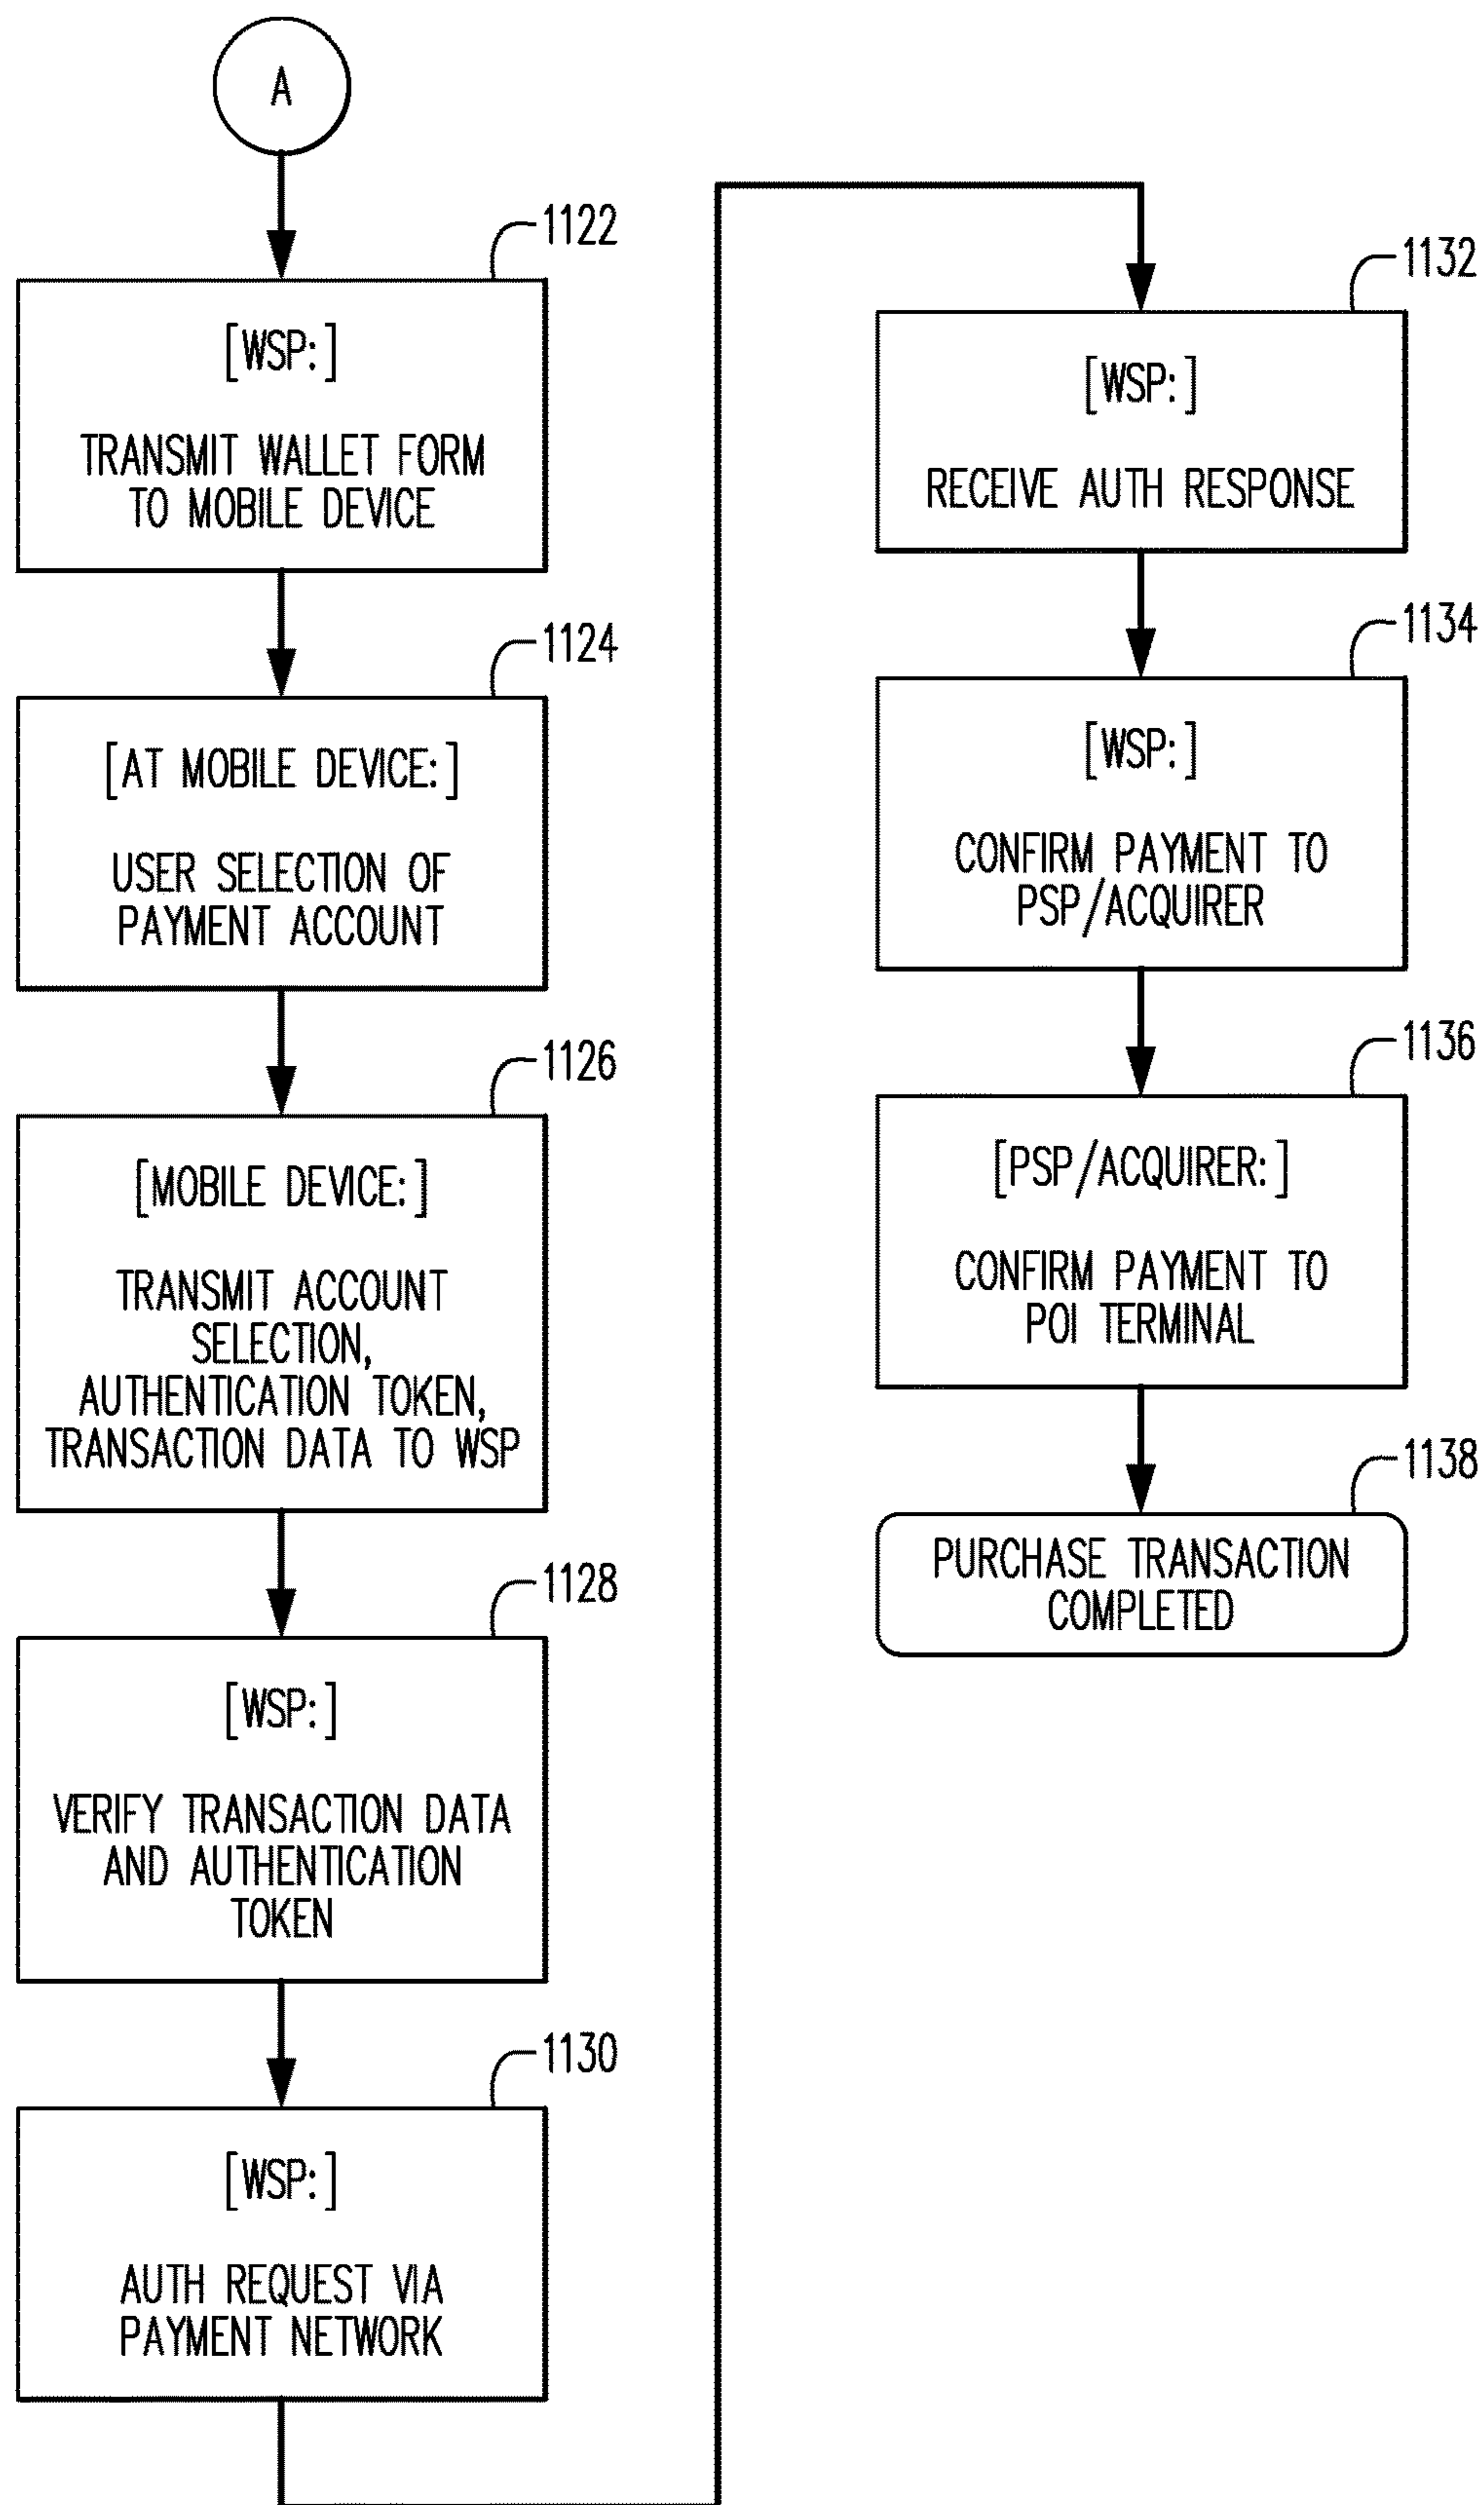 A
1122
[WSP:]
TRANSMIT WALLET FORM
TO MOBILE DEVICE
1124
[AT MOBILE DEVICE:]
USER SELECTION OF
PAYMENT ACCOUNT
1126
[MOBILE DEVICE:]
TRANSMIT ACCOUNT
SELECTION,
AUTHENTICATION TOKEN,
TRANSACTION DATA TO WSP
1128
[WSP:]
VERIFY TRANSACTION DATA
AND AUTHENTICATION
TOKEN
1130
[WSP:]
AUTH REQUEST VIA
PAYMENT NETWORK
1132
[WSP:]
RECEIVE AUTH RESPONSE
1134
[WSP:]
CONFIRM PAYMENT TO
PSP/ACQUIRER
1136
[PSP/ACQUIRER:]
CONFIRM PAYMENT TO
POI TERMINAL
1138
PURCHASE TRANSACTION
COMPLETED